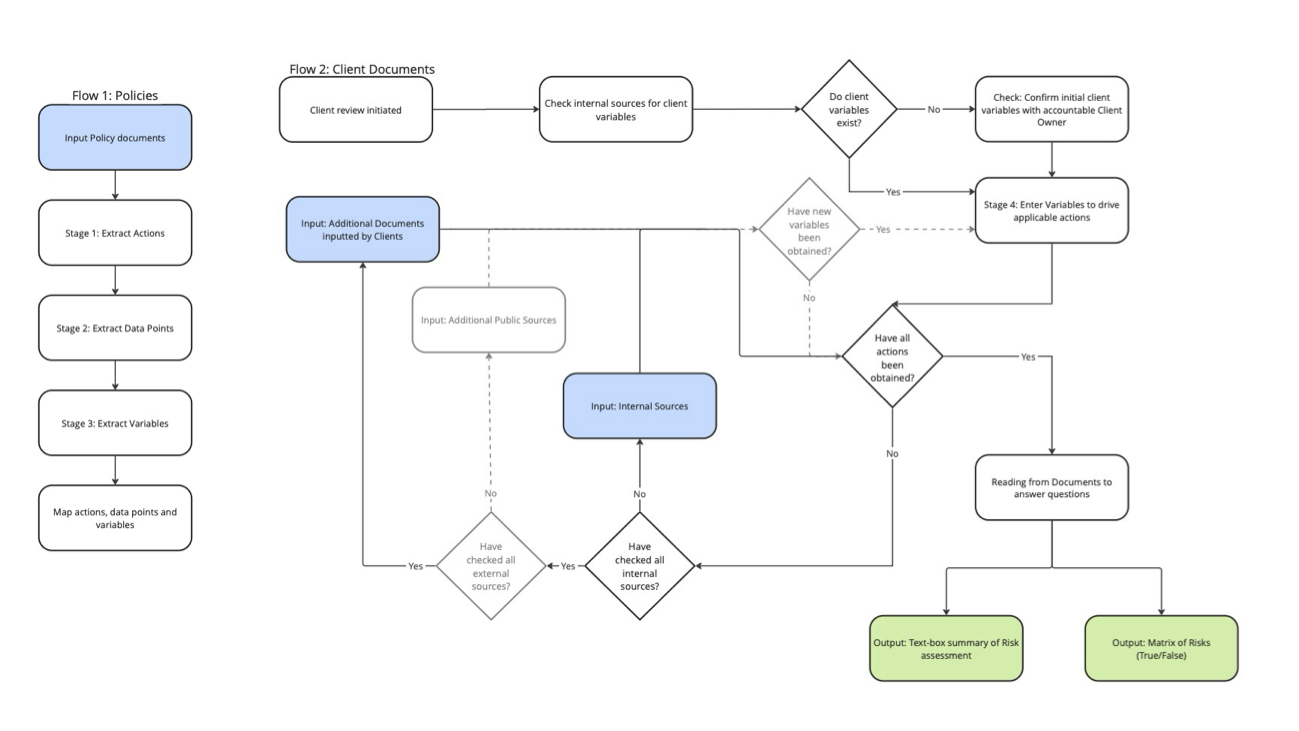 Flow 1: Policies
Input Policy documents
Stage 1: Extract Actions
Stage 2: Extract Data Points
Stage 3: Extract Variables
Map actions, data points and
variables
Flow 2: Client Documents
Client review initiated
Check internal sources for client
variables
Do client
variables
exist?
No
Check: Confirm initial client
variables with accountable Client
Owner
Yes
Stage 4: Enter Variables to drive
applicable actions
Input: Additional Documents
inputted by Clients
Have new
variables
been
obtained?
Yes
No
Input: Additional Public Sources
Have all
actions
been
obtained?
Yes
No
Input: Internal Sources
No
No
Have
checked all
external
sources?
Yes
Have
checked all
internal
sources?
Yes
Reading from Documents to
answer questions
Output: Text-box summary of Risk
assessment
Output: Matrix of Risks
(True/False)